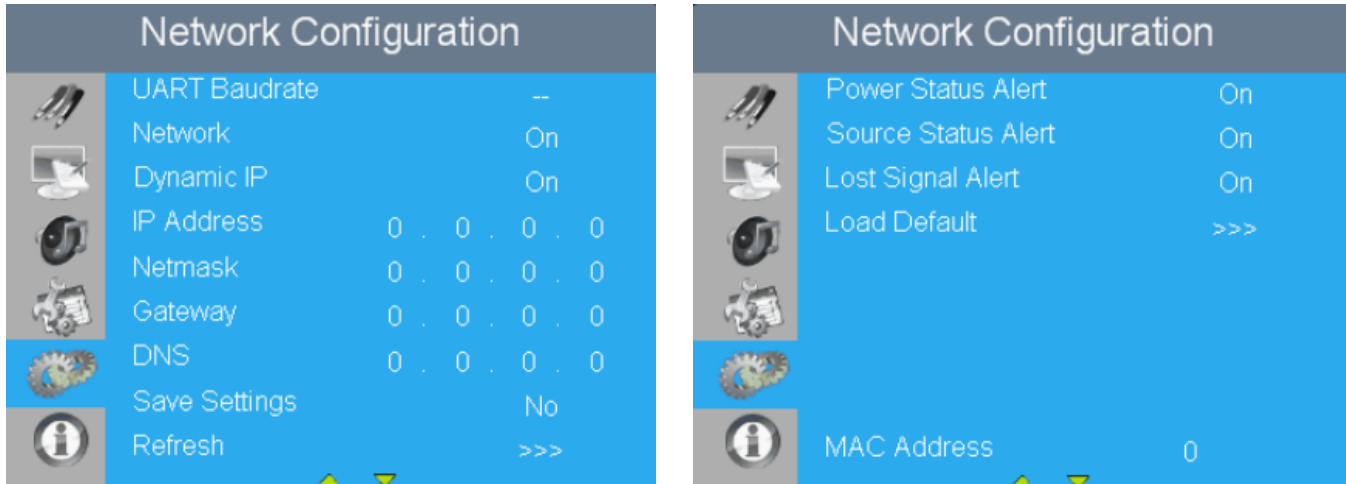 Network Configuration
UART Baudrate --
Network On
Dynamic IP On
IP Address 0 . 0 . 0 . 0
Netmask 0 . 0 . 0 . 0
Gateway 0 . 0 . 0 . 0
DNS 0 . 0 . 0 . 0
Save Settings No
Refresh >>>
Network Configuration
Power Status Alert On
Source Status Alert On
Lost Signal Alert On
Load Default >>>
MAC Address 0